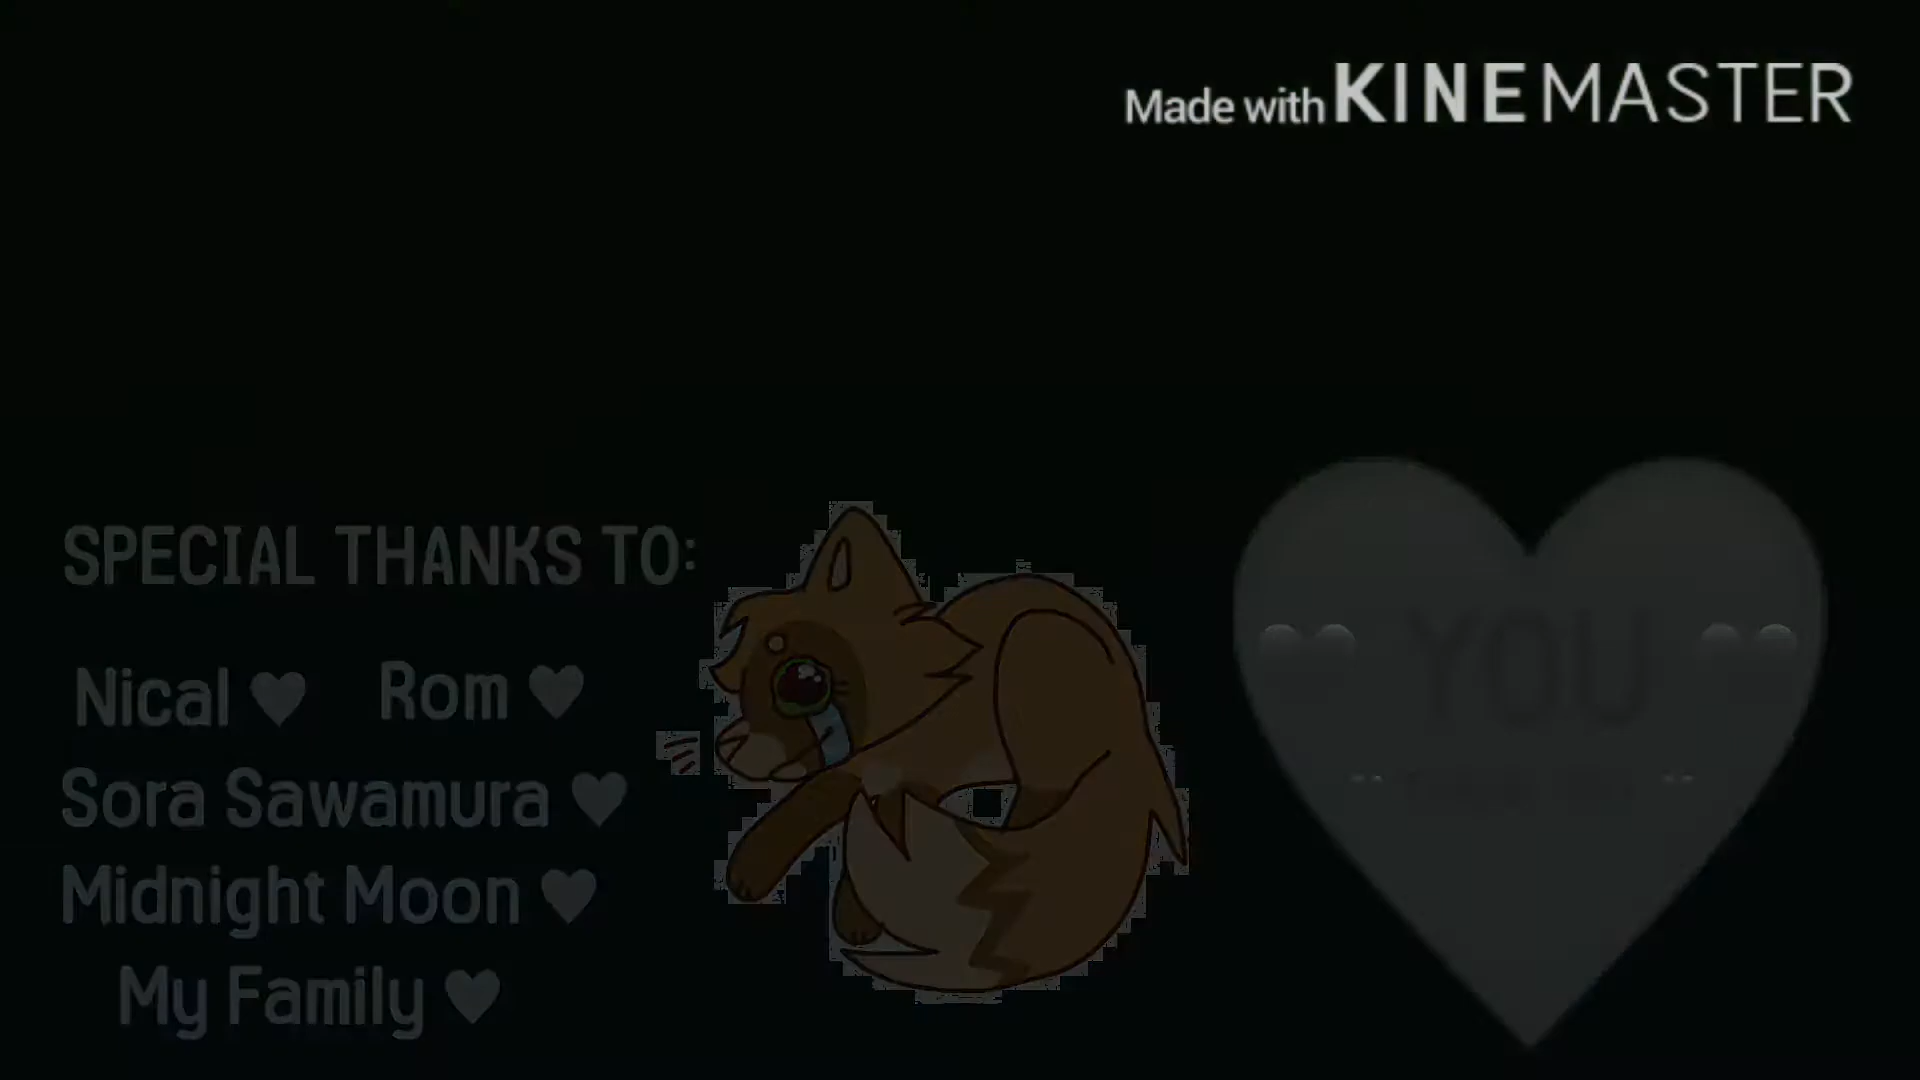 Made with KINEMASTER
SPECIAL THANKS TO:
Nical ♥ Rom ♥
Sora Sawamura ♥
Midnight Moon ♥
My Family ♥
YOU